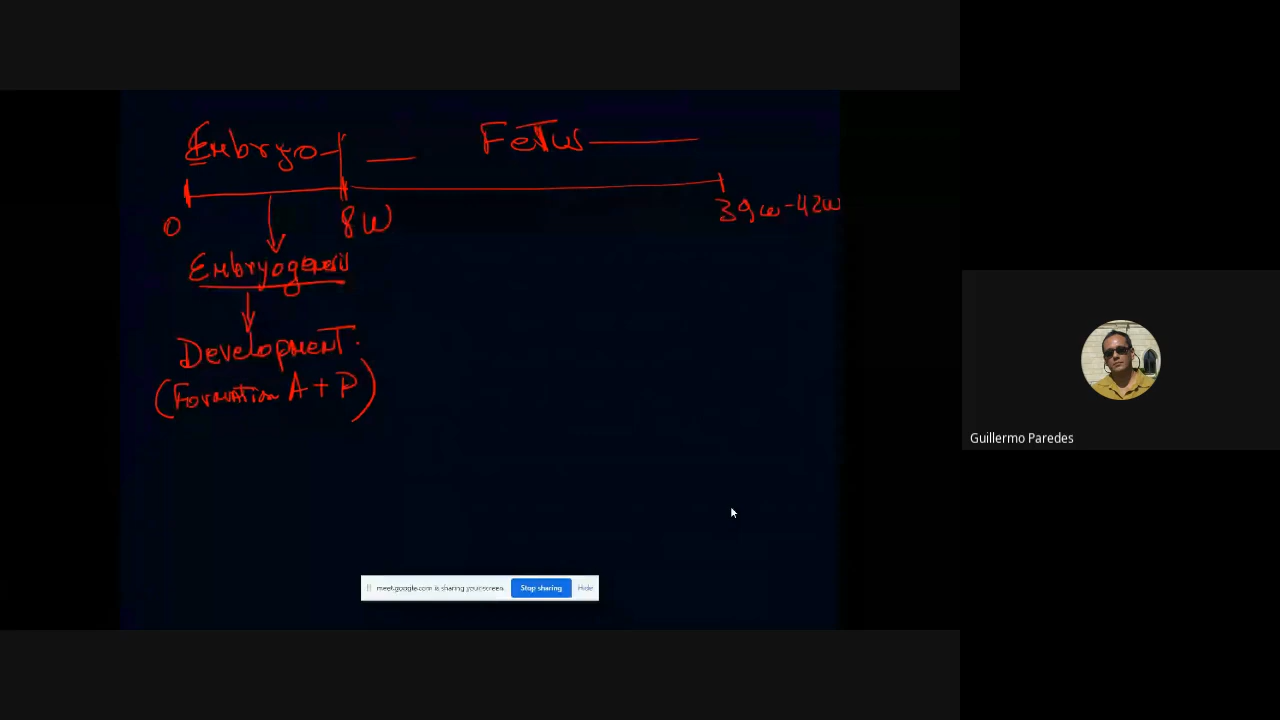 Embryo
Fetus
0
8W
39w-42w
Embryogenesis
Development.
(Formation A + P)
Guillermo Paredes
meet.google.com is sharing your screen.
Stop sharing
Hide